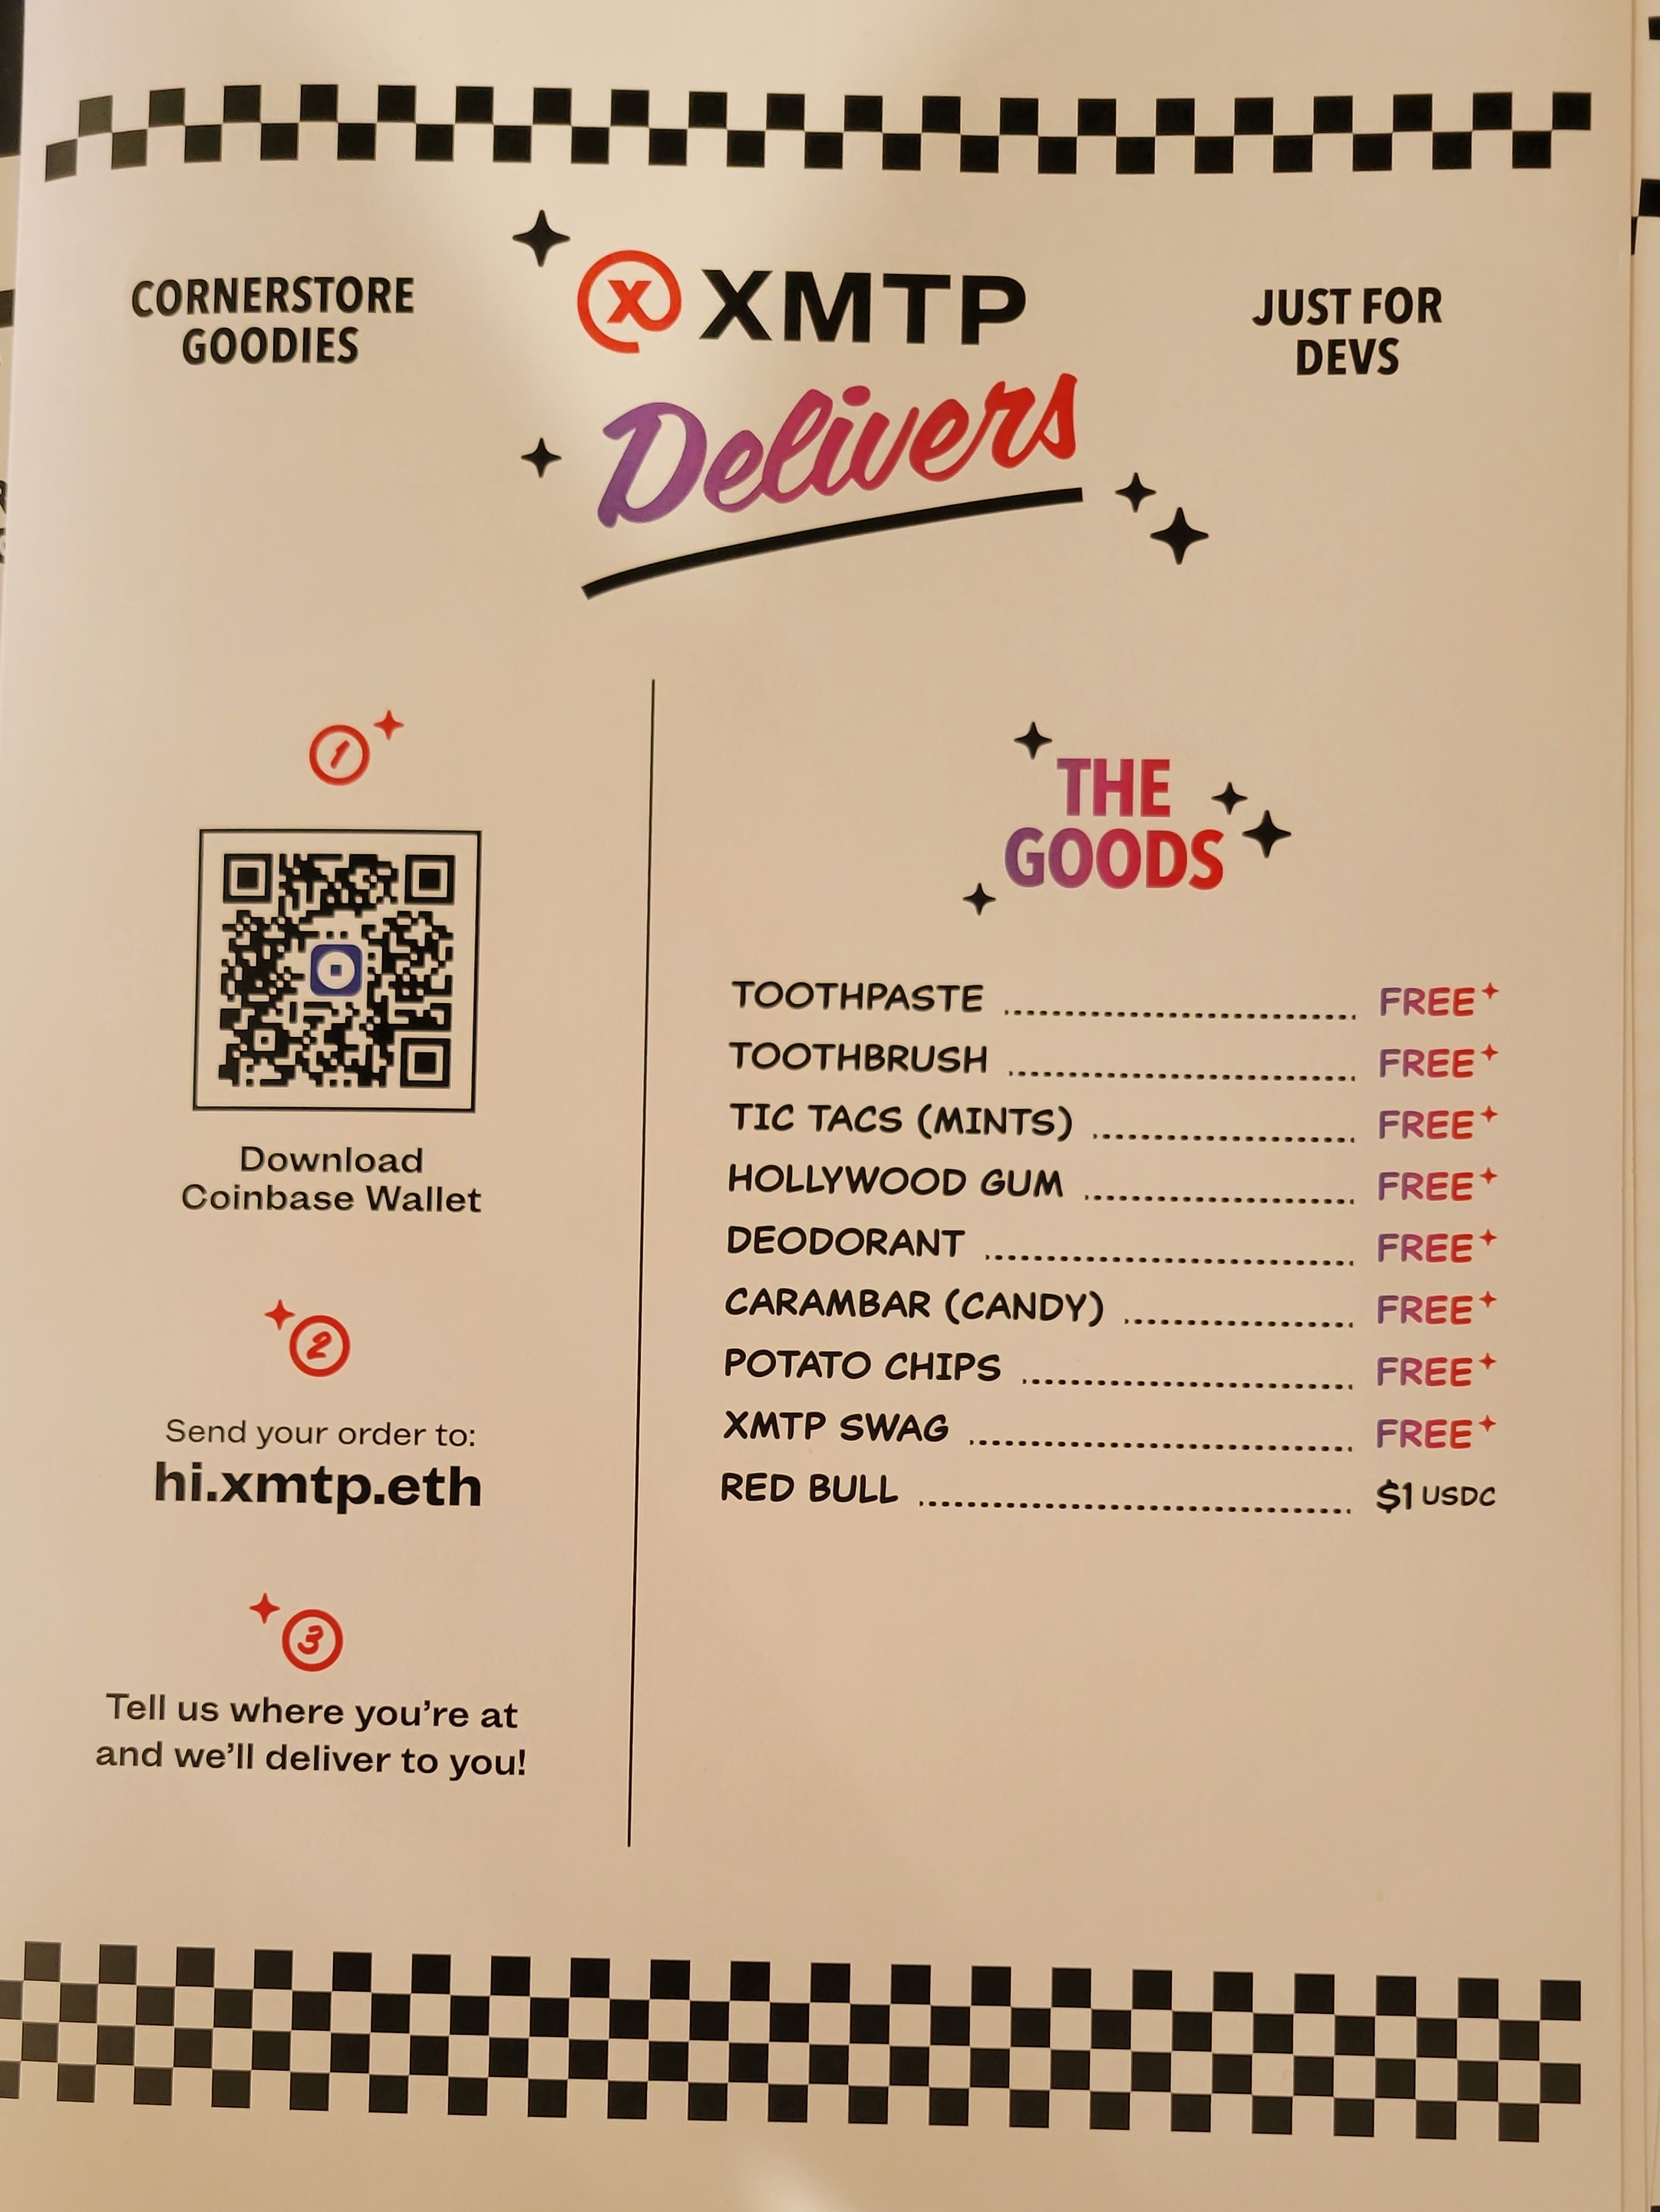 CORNERSTORE
GOODIES
XMTP
Delivers
JUST FOR
DEVS
1
Download
Coinbase Wallet
2
Send your order to:
hi.xmtp.eth
3
Tell us where you're at
and we'll deliver to you!
THE
GOODS
TOOTHPASTE FREE
TOOTHBRUSH FREE
TIC TACS (MINTS) FREE
HOLLYWOOD GUM FREE
DEODORANT FREE
CARAMBAR (CANDY) FREE
POTATO CHIPS FREE
XMTP SWAG FREE
RED BULL $1 USDC